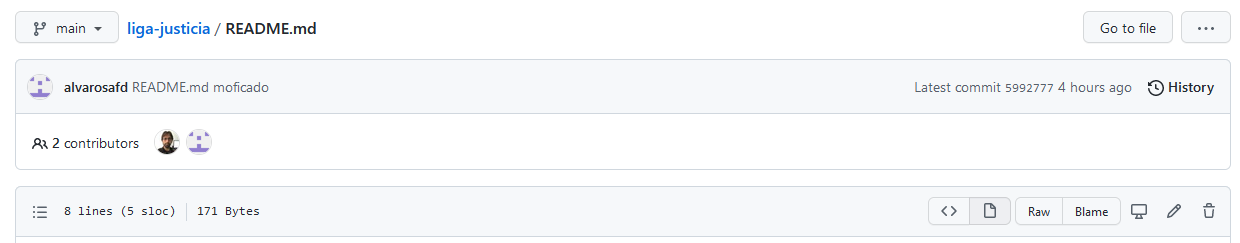 main liga-justicia / README.md Go to file ...
alvarosafd README.md moficado Latest commit 5992777 4 hours ago History
2 contributors
8 lines (5 sloc) 171 Bytes <> Raw Blame